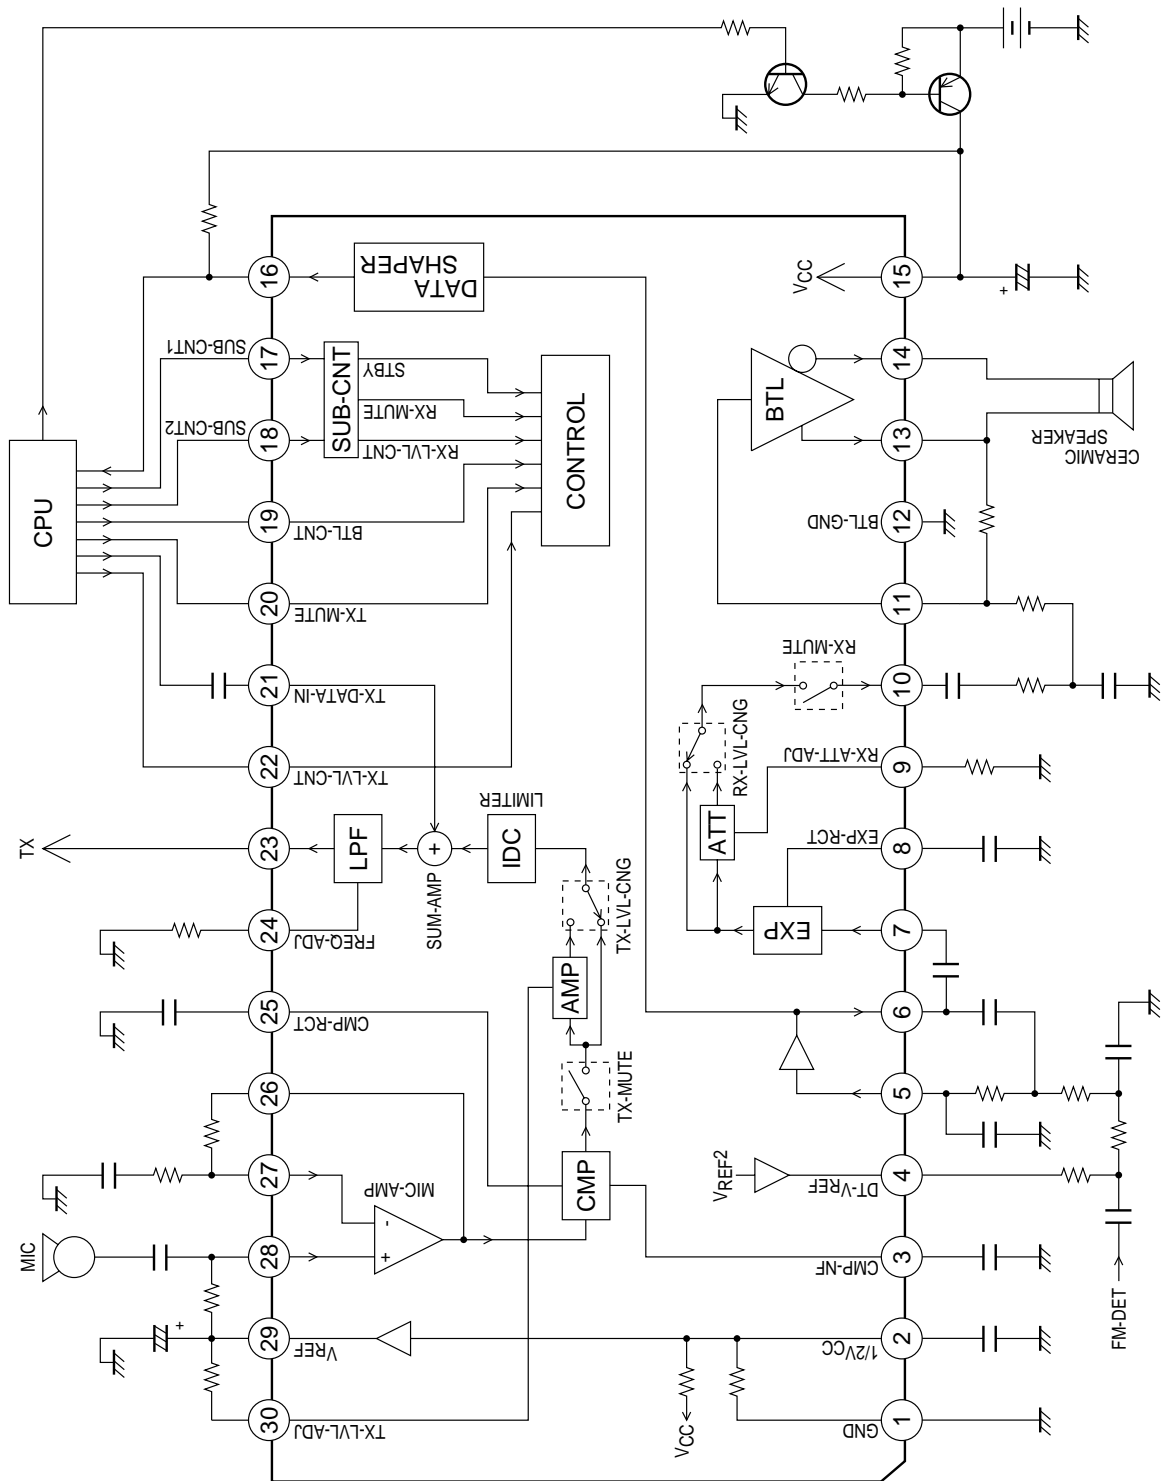 CPU
16
17
18
19
20
21
22
23
24
25
26
27
28
29
30
SUB-CNT1
SUB-CNT2
BTL-CNT
TX-MUTE
TX-DATA-IN
TX-LVL-CNT
TX
FREQ-ADJ
CMP-RCT
MIC
VREF
TX-LVL-ADJ
DATA
SHAPER
SUB-CNT
STBY
RX-MUTE
RX-LVL-CNT
CONTROL
LPF
+
SUM-AMP
IDC
LIMITER
TX-LVL-CNG
AMP
TX-MUTE
CMP
MIC-AMP
-
+
+
VCC
BTL
RX-MUTE
RX-LVL-CNG
ATT
EXP
VREF2
VCC
BTL-GND
RX-ATT-ADJ
EXP-RCT
DT-VREF
CMP-NF
1/2VCC
GND
15
14
13
12
11
10
9
8
7
6
5
4
3
2
1
+
CERAMIC
SPEAKER
FM-DET